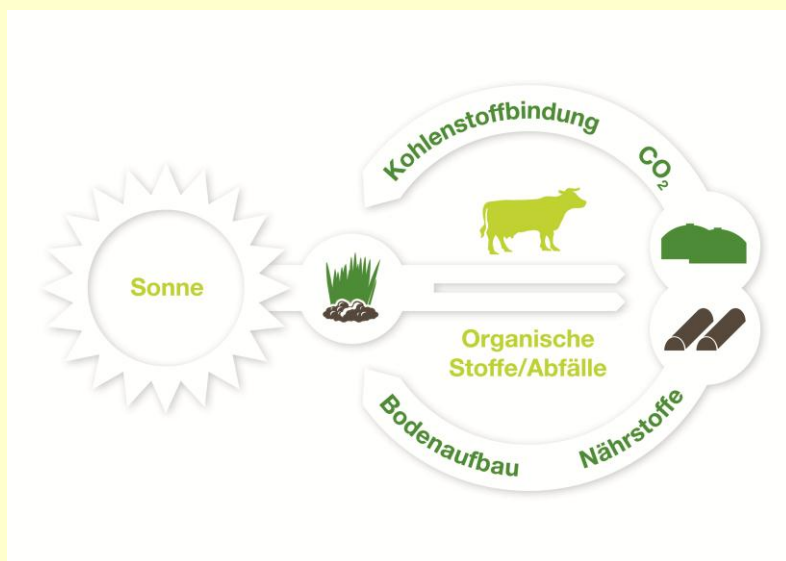 Kohlenstoffbindung
CO₂
Sonne
Organische
Stoffe/Abfälle
Bodenaufbau
Nährstoffe